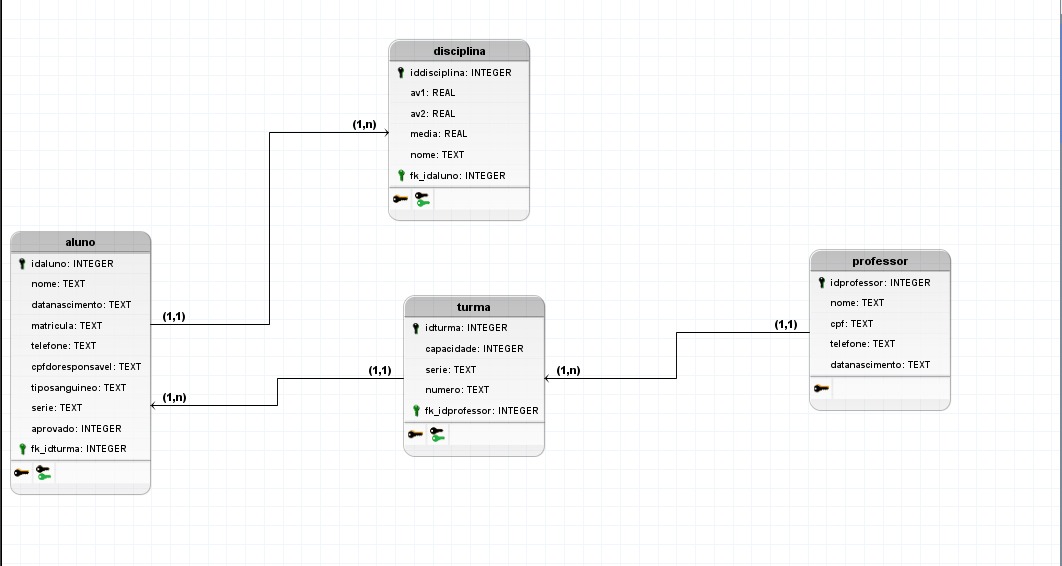 disciplina
iddisciplina: INTEGER
av1: REAL
av2: REAL
media: REAL
nome: TEXT
fk_idaluno: INTEGER
(1,n)
aluno
idaluno: INTEGER
nome: TEXT
datanascimento: TEXT
matricula: TEXT
telefone: TEXT
cpfdoresponsavel: TEXT
tiposanguineo: TEXT
serie: TEXT
aprovado: INTEGER
fk_idturma: INTEGER
(1,1)
(1,n)
turma
idturma: INTEGER
capacidade: INTEGER
serie: TEXT
numero: TEXT
fk_idprofessor: INTEGER
(1,1)
(1,n)
professor
idprofessor: INTEGER
nome: TEXT
cpf: TEXT
telefone: TEXT
datanascimento: TEXT
(1,1)